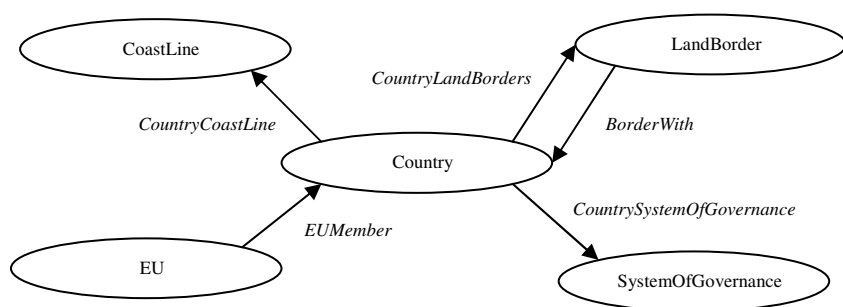 CoastLine
LandBorder
CountryLandBorders
CountryCoastLine
BorderWith
Country
CountrySystemOfGovernance
EUMember
EU
SystemOfGovernance